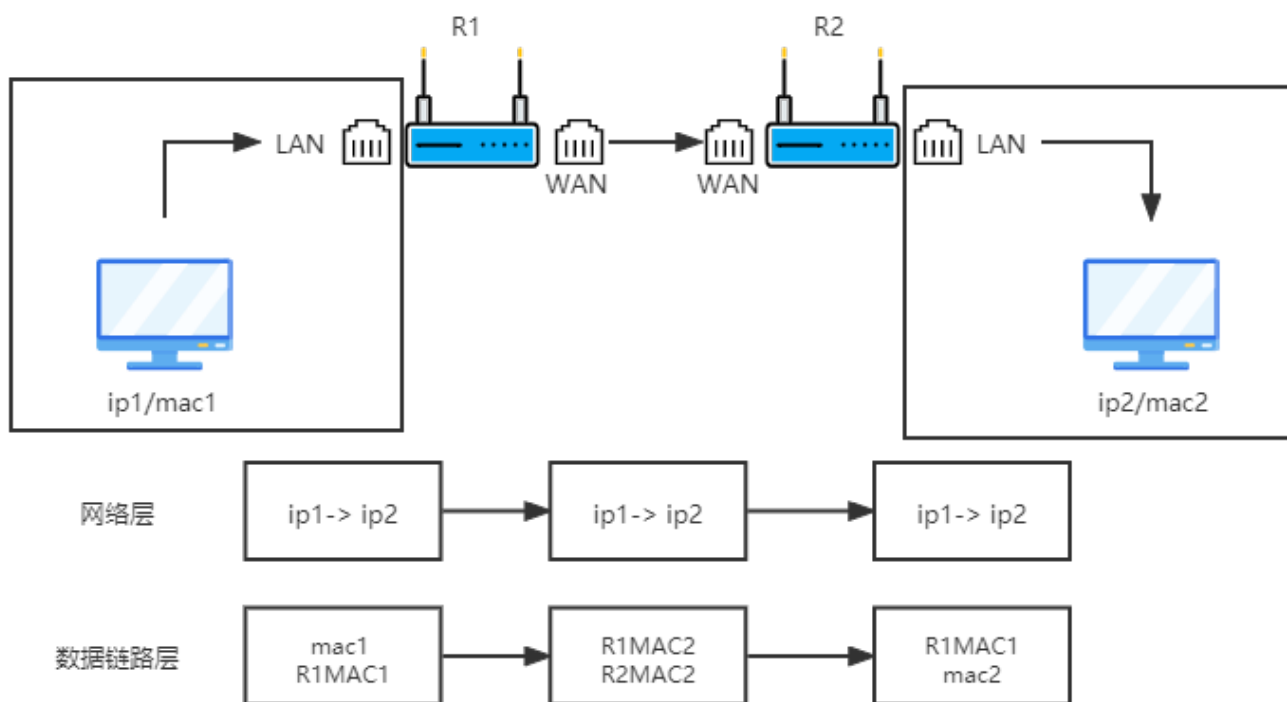 R1
R2
LAN
WAN
WAN
LAN
ip1/mac1
ip2/mac2
网络层
ip1-> ip2
ip1-> ip2
ip1-> ip2
数据链路层
mac1
R1MAC1
R1MAC2
R2MAC2
R1MAC1
mac2